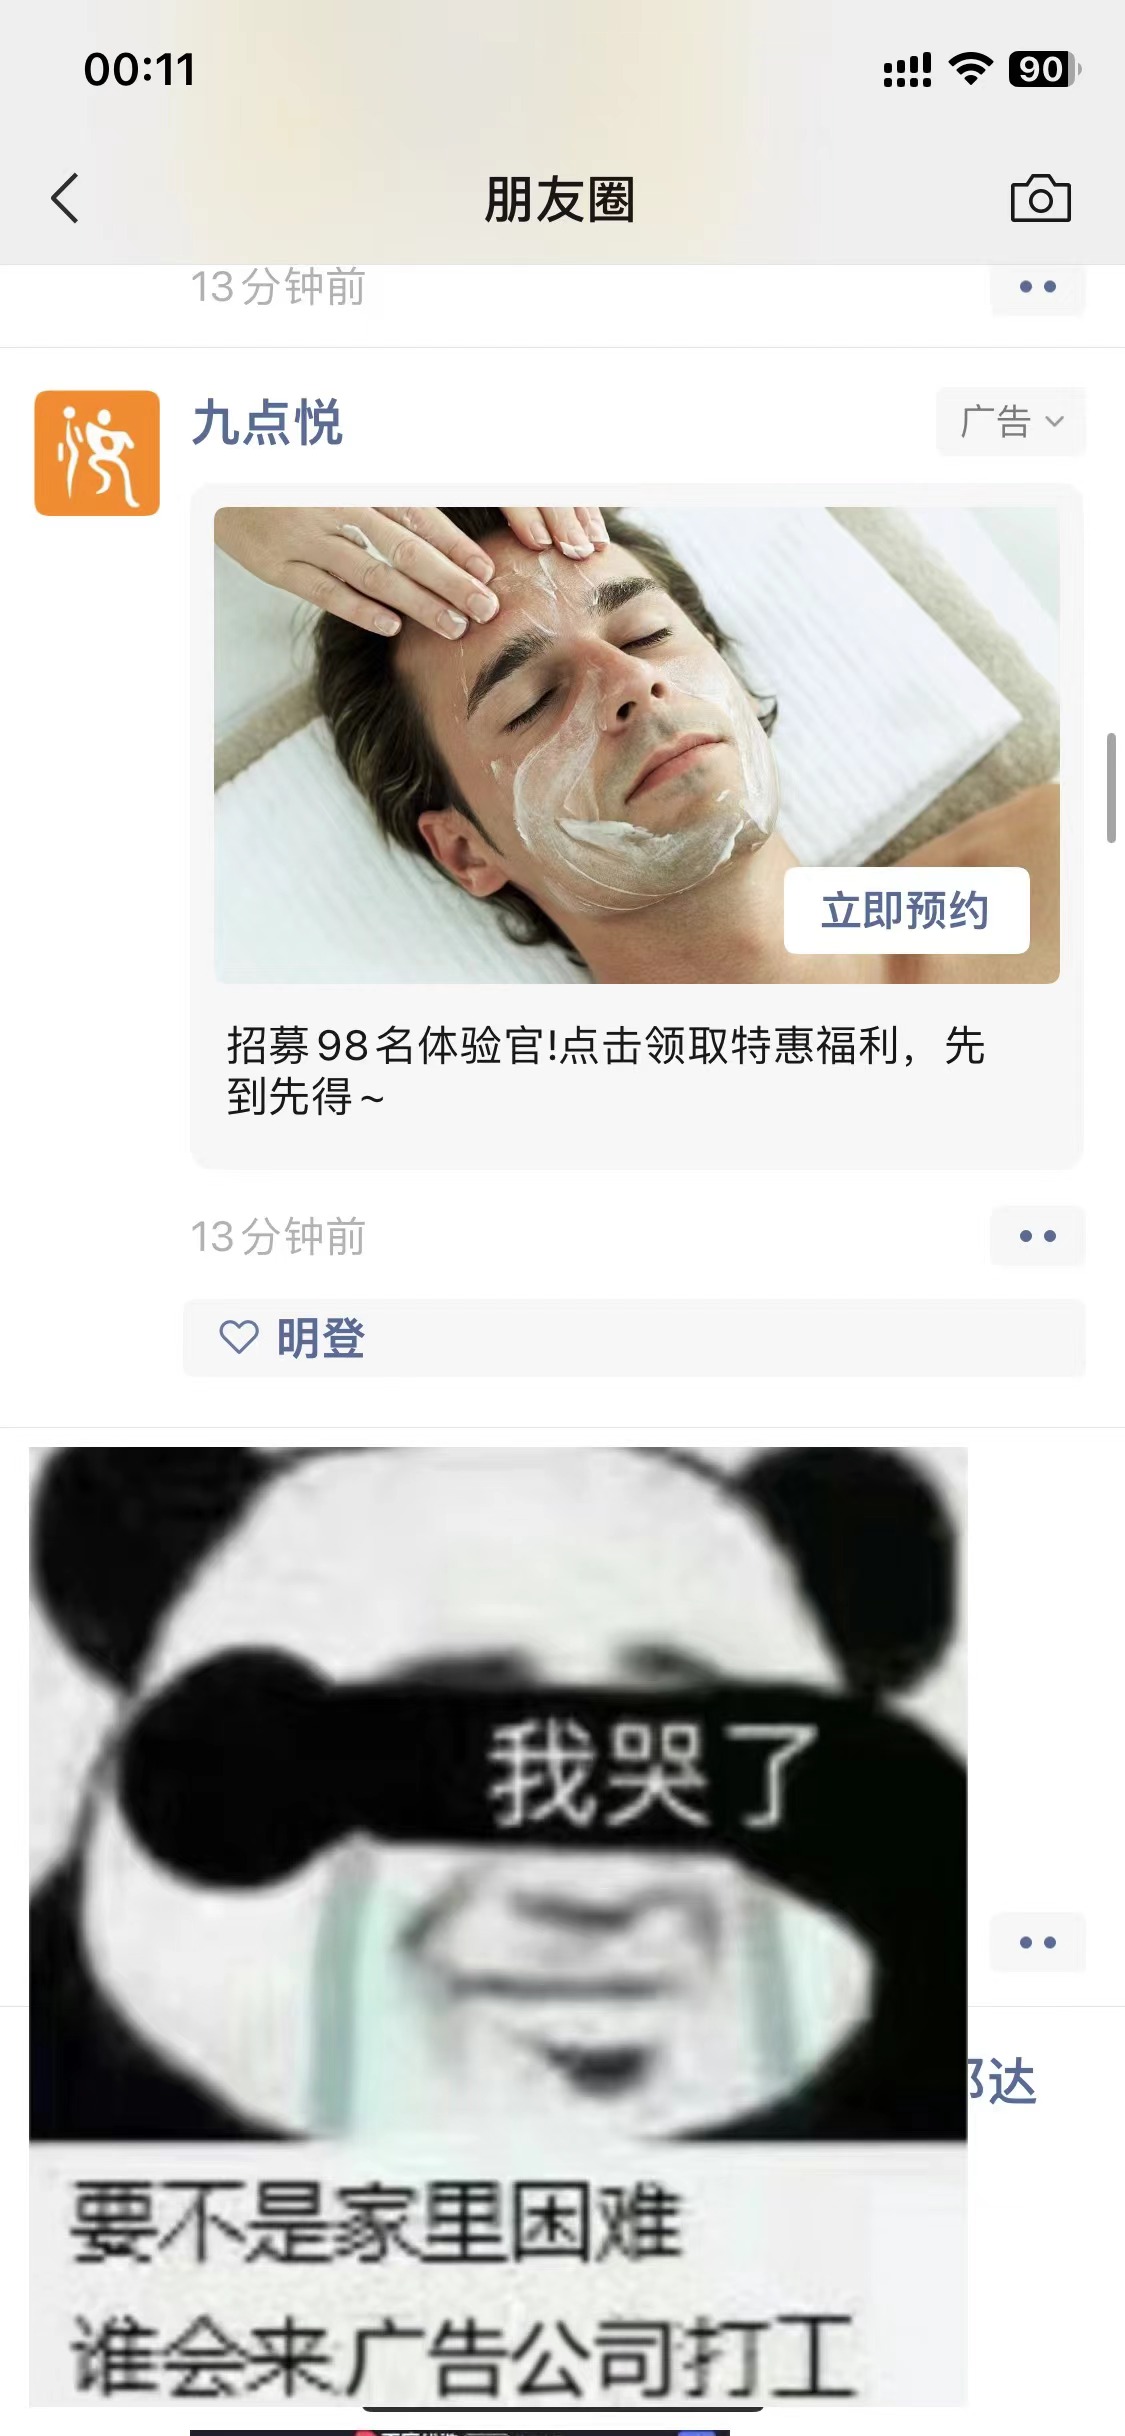 00:11
90
朋友圈
13分钟前
九点悦
广告
立即预约
招募98名体验官!点击领取特惠福利，先
到先得~
13分钟前
明登
我哭了
达
要不是家里困难
谁会来广告公司打工